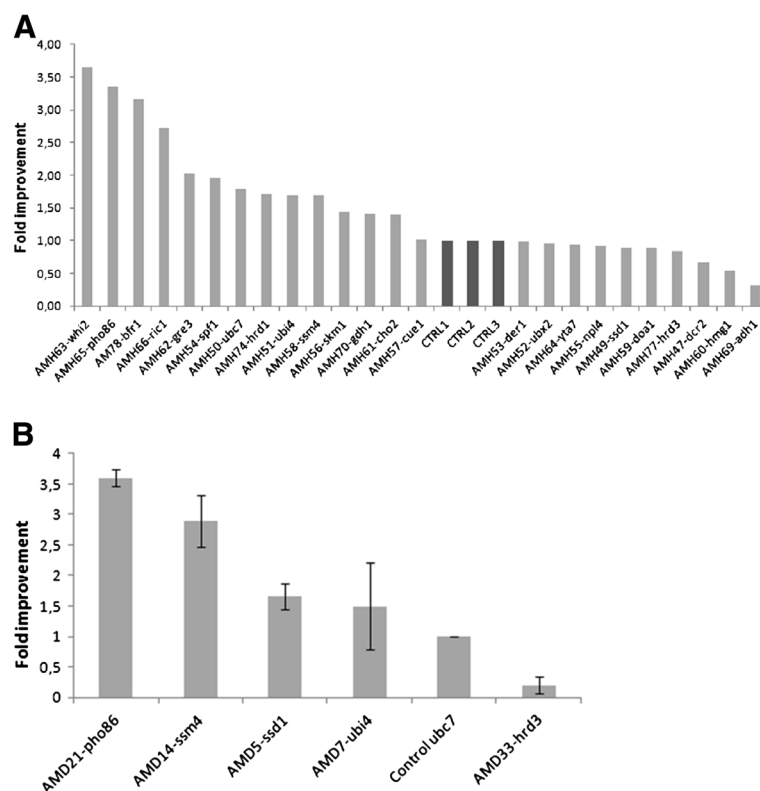 A
4,00
3,50
3,00
2,50
2,00
1,50
1,00
0,50
0,00
Fold improvement
AMH63-whi2
AMH65-pho86
AM78-bfr1
AMH66-ric1
AMH62-gre3
AMH54-spf1
AMH50-ubc7
AMH74-hrd1
AMH51-ubi4
AMH58-ssm4
AMH56-skm1
AMH70-gdh1
AMH61-cho2
AMH57-cue1
CTRL1
CTRL2
CTRL3
AMH53-der1
AMH52-ubx2
AMH64-yta7
AMH55-npl4
AMH49-ssd1
AMH59-doa1
AMH77-hrd3
AMH47-dcr2
AMH60-hmg1
AMH69-adh1
B
4
3,5
3
2,5
2
1,5
1
0,5
0
Fold improvement
AMD21-pho86
AMD14-ssm4
AMD5-ssd1
AMD7-ubi4
Control ubc7
AMD33-hrd3